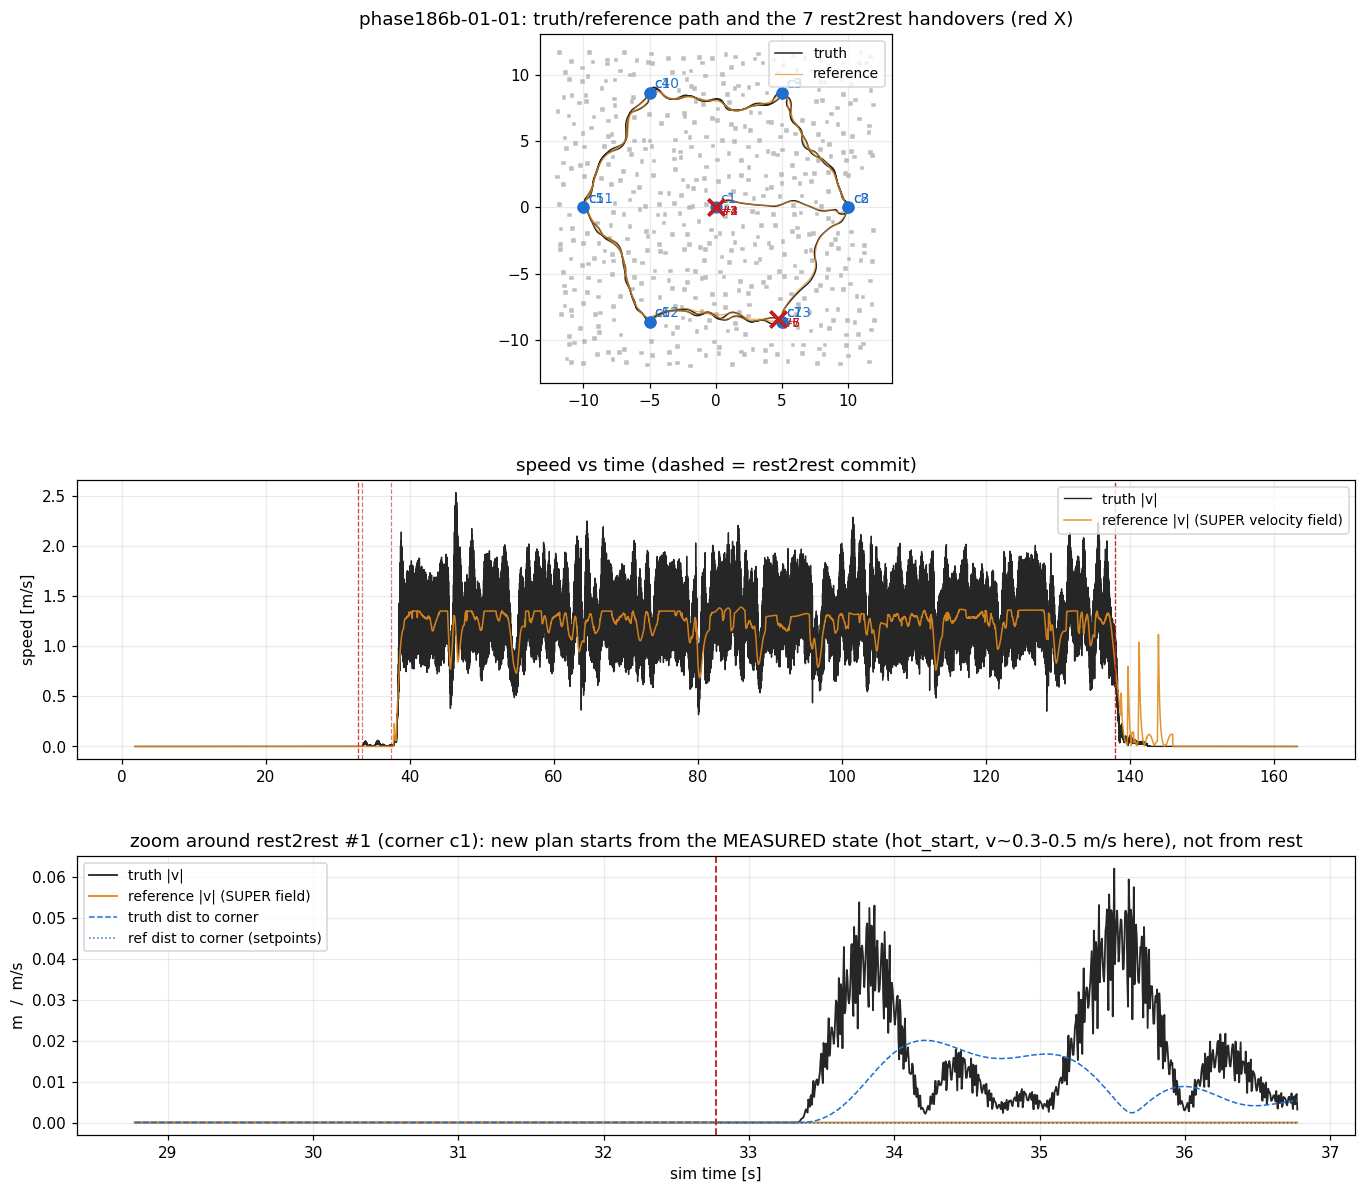 phase186b-01-01: truth/reference path and the 7 rest2rest handovers (red X)
truth
reference
10
5
0
−5
−10
c1
−10
−5
0
5
10
speed vs time (dashed = rest2rest commit)
truth |v|
reference |v| (SUPER velocity field)
speed [m/s]
2.5
2.0
1.5
1.0
0.5
0.0
0
20
40
60
80
100
120
140
160
zoom around rest2rest #1 (corner c1): new plan starts from the MEASURED state (hot_start, v~0.3-0.5 m/s here), not from rest
truth |v|
reference |v| (SUPER field)
truth dist to corner
ref dist to corner (setpoints)
m / m/s
0.06
0.05
0.04
0.03
0.02
0.01
0.00
29
30
31
32
33
34
35
36
37
sim time [s]